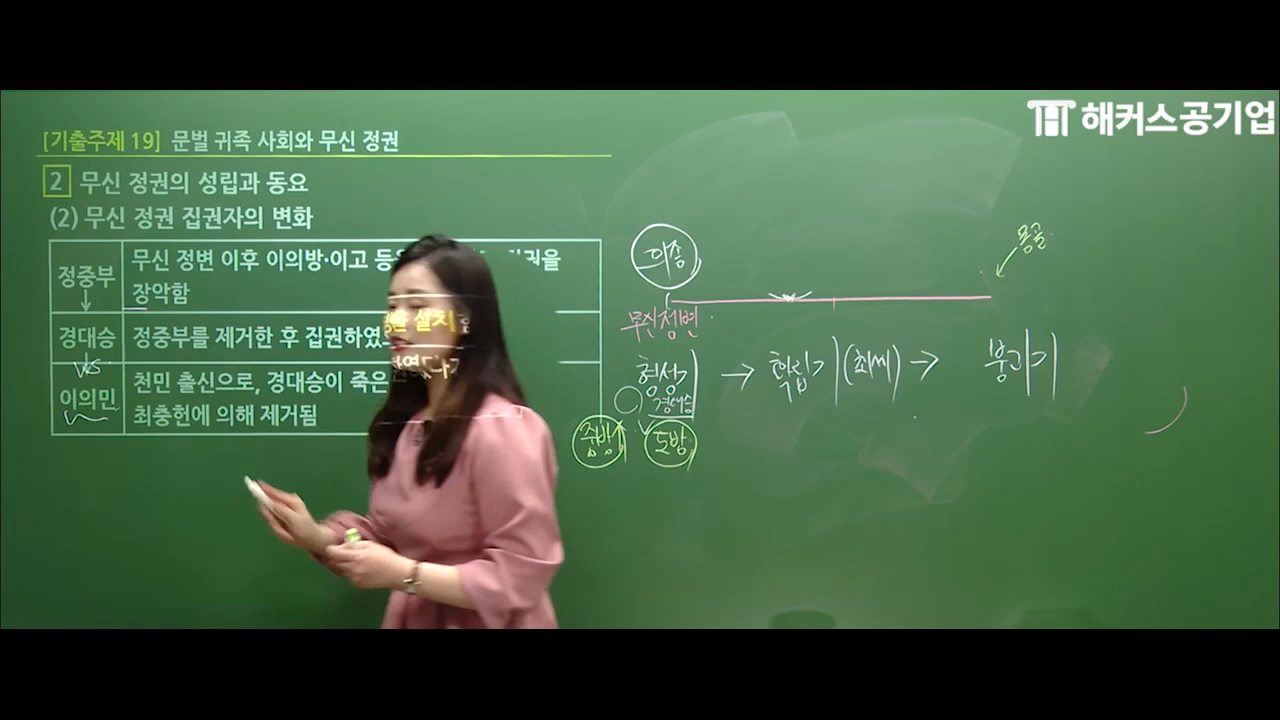 해커스공기업
[기출주제 19] 문벌 귀족 사회와 무신 정권
2 무신 정권의 성립과 동요
(2) 무신 정권 집권자의 변화
정중부
무신 정변 이후 이의방·이고 등을
권을
장악함
경대승
정중부를 제거한 후 집권하였
설치
vs
이의민
천민 출신으로, 경대승이 죽은
최충헌에 의해 제거됨
의종
몽골
무신정변
형성기 → 확립기 (최씨) → 붕괴기
경대승
중방 도방